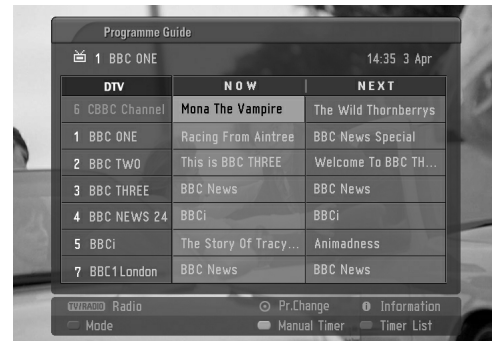 Programme Guide
1 BBC ONE 14:35 3 Apr
DTV NOW NEXT
6 CBBC Channel Mona The Vampire The Wild Thornberrys
1 BBC ONE Racing From Aintree BBC News Special
2 BBC TWO This is BBC THREE Welcome To BBC TH...
3 BBC THREE BBC News BBC News
4 BBC NEWS 24 BBCi BBCi
5 BBCi The Story Of Tracy... Animadness
7 BBC1 London BBC News BBC News
TV/RADIO Radio Pr.Change i Information
Mode Manual Timer Timer List